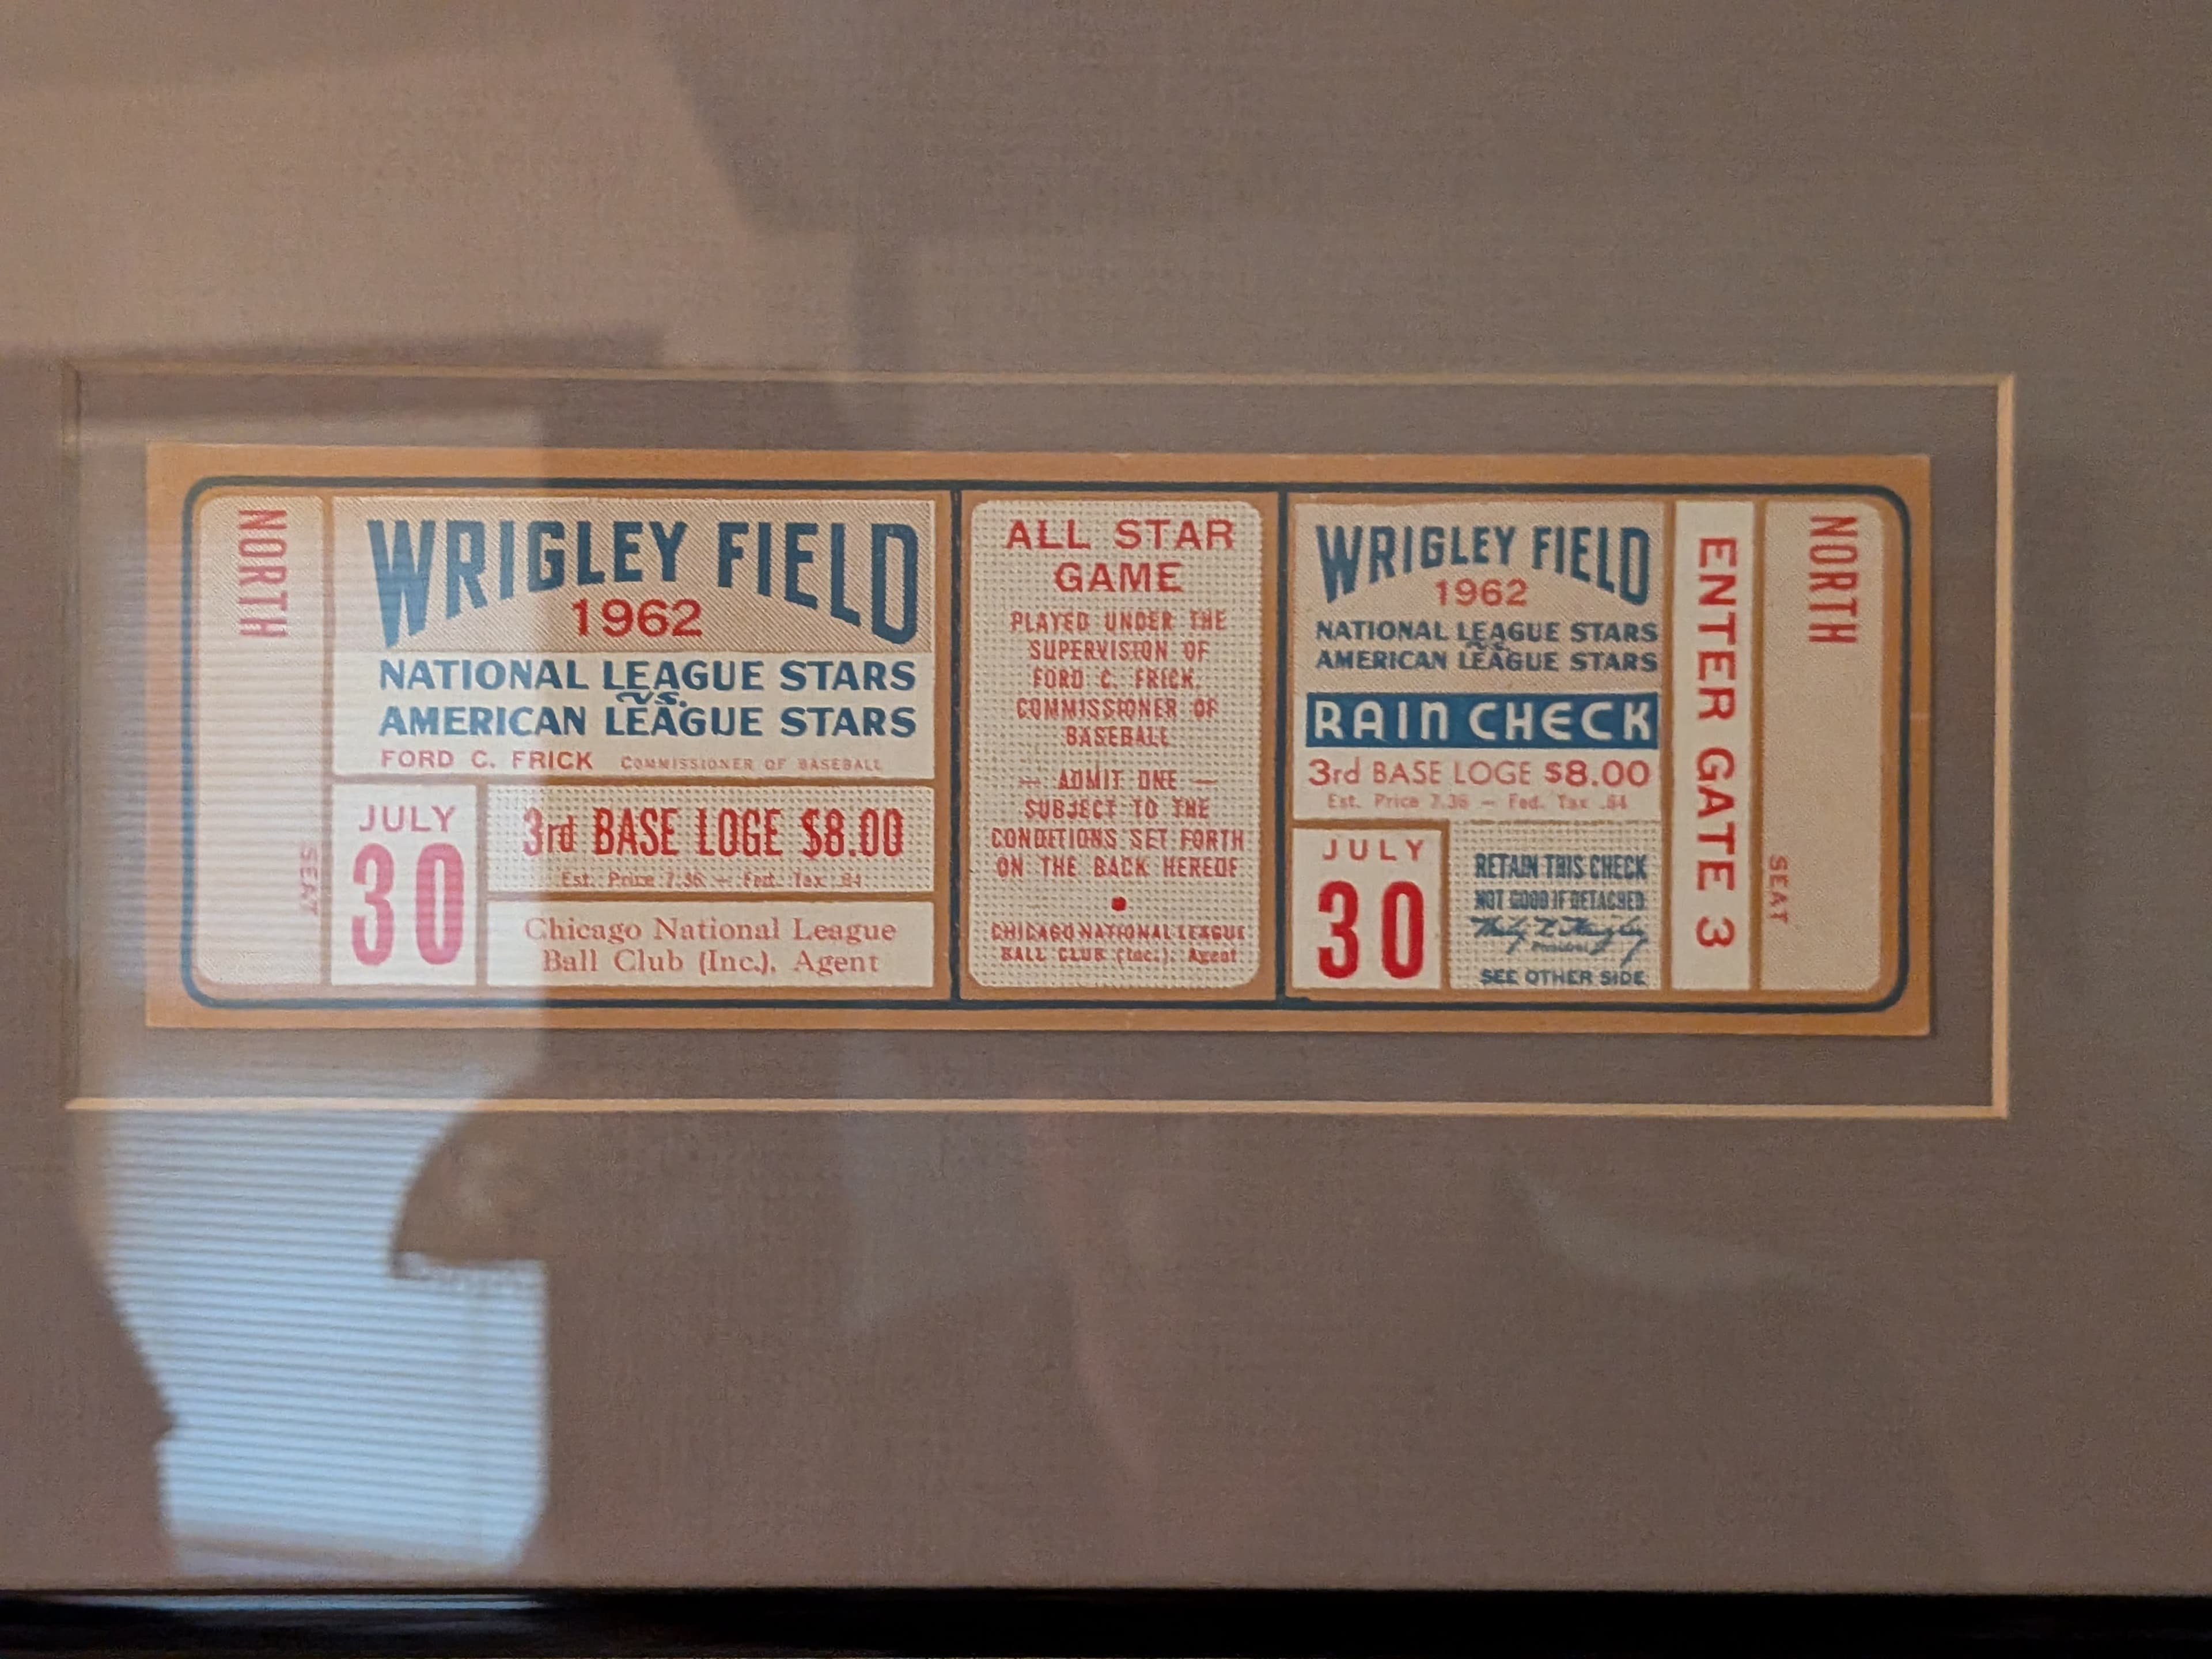 NORTH
SEAT
WRIGLEY FIELD
1962
NATIONAL LEAGUE STARS
VS.
AMERICAN LEAGUE STARS
FORD C. FRICK COMMISSIONER OF BASEBALL
JULY
30
3rd BASE LOGE $8.00
Est. Price 7.36 — Fed. Tax .64
Chicago National League
Ball Club (Inc.), Agent
ALL STAR
GAME
PLAYED UNDER THE
SUPERVISION OF
FORD C. FRICK,
COMMISSIONER OF
BASEBALL
— ADMIT ONE —
SUBJECT TO THE
CONDITIONS SET FORTH
ON THE BACK HEREOF
CHICAGO NATIONAL LEAGUE
BALL CLUB (Inc.), Agent
WRIGLEY FIELD
1962
NATIONAL LEAGUE STARS
VS.
AMERICAN LEAGUE STARS
RAIN CHECK
3rd BASE LOGE $8.00
Est. Price 7.36 — Fed. Tax .64
JULY
30
RETAIN THIS CHECK
NOT GOOD IF DETACHED
President
SEE OTHER SIDE
ENTER GATE 3
NORTH
SEAT